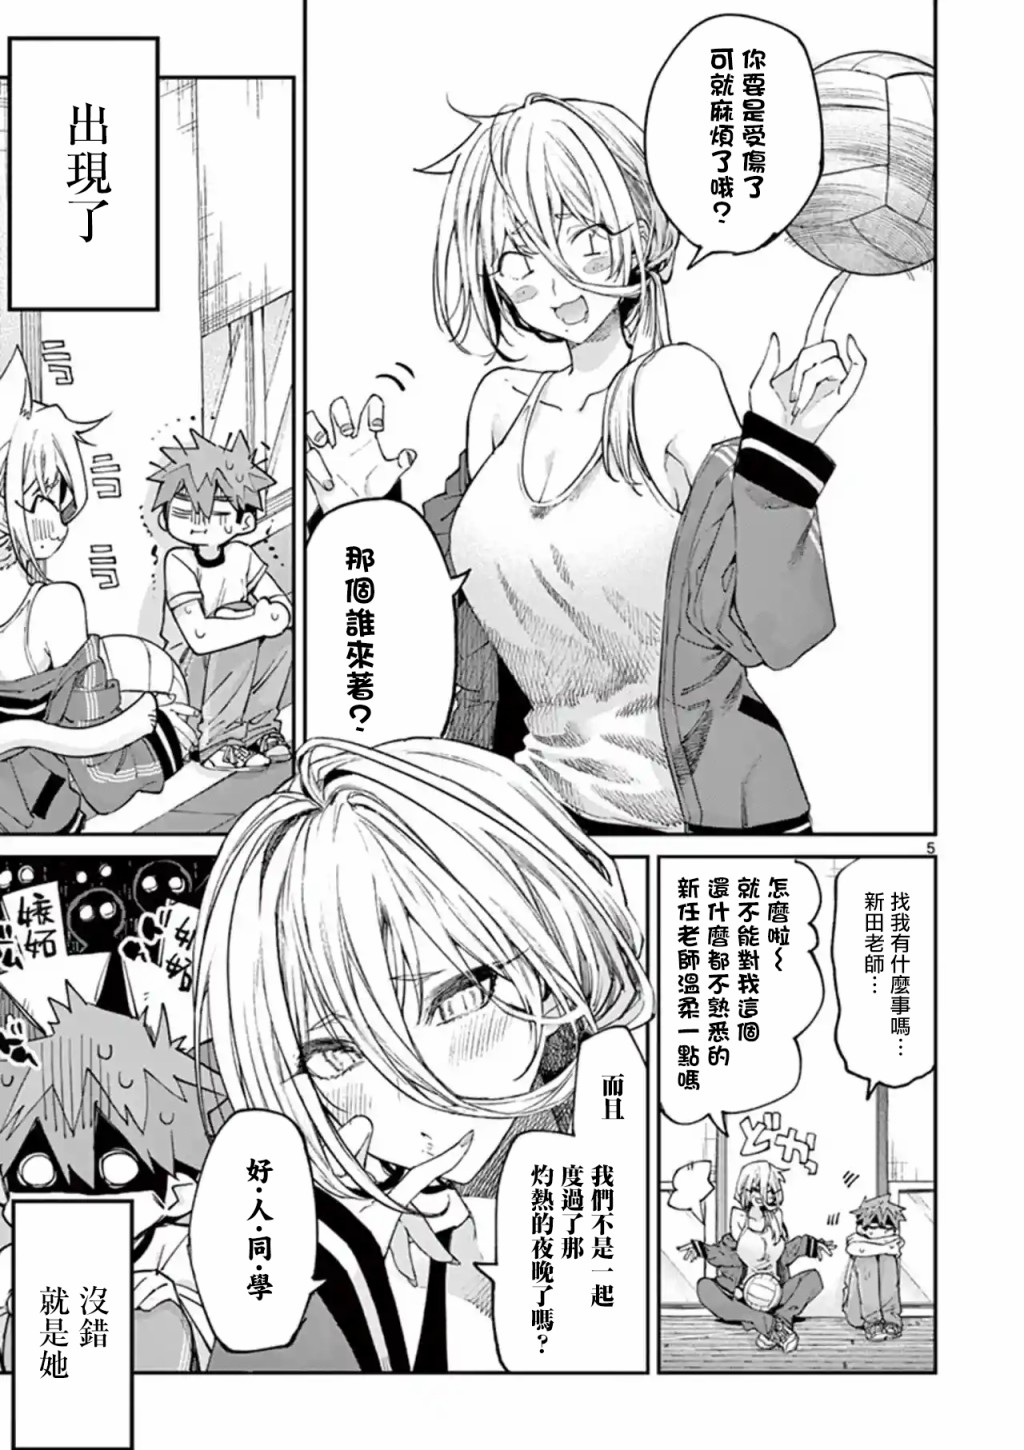 你要是受傷了
可就麻煩了哦？
那個誰來著？
出現了
5
找我有什麼事嗎…
新田老師…
怎麼啦～
就不能對我這個
還什麼都不熟悉的
新任老師溫柔一點嗎
どやっ
而且
我們不是一起
度過了那
灼熱的夜晚了嗎？
好・人・同・學
嫉妬
沒錯
就是她